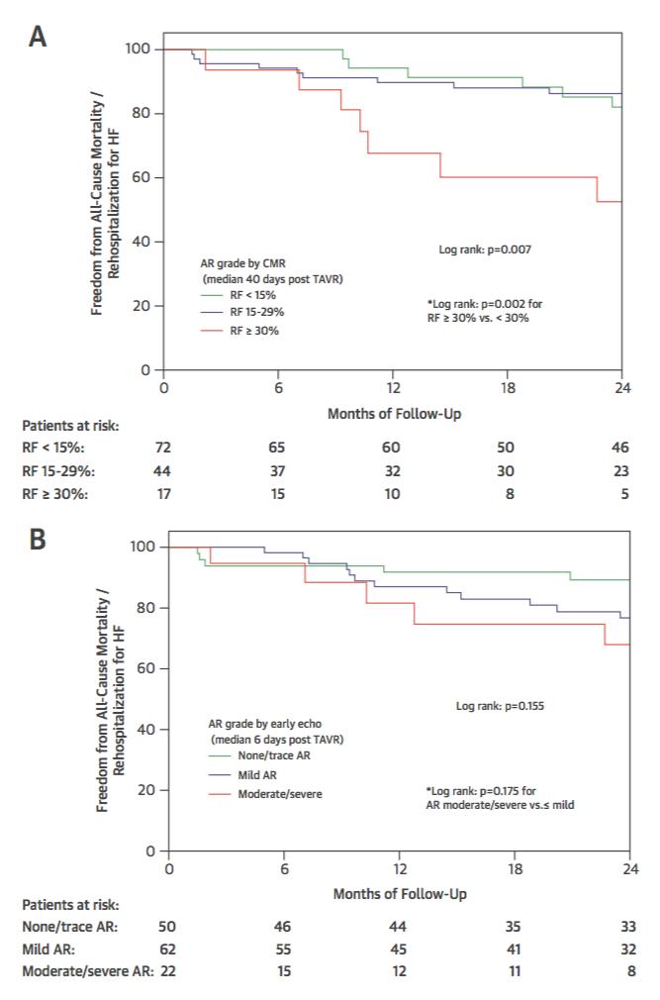 A
Freedom from All-Cause Mortality /
Rehospitalization for HF
100
80
60
40
20
0
AR grade by CMR
(median 40 days post TAVR)
RF < 15%
RF 15-29%
RF ≥ 30%
Log rank: p=0.007
*Log rank: p=0.002 for
RF ≥ 30% vs. < 30%
0 6 12 18 24
Months of Follow-Up
Patients at risk:
RF < 15%: 72 65 60 50 46
RF 15-29%: 44 37 32 30 23
RF ≥ 30%: 17 15 10 8 5
B
Freedom from All-Cause Mortality /
Rehospitalization for HF
100
80
60
40
20
0
AR grade by early echo
(median 6 days post TAVR)
None/trace AR
Mild AR
Moderate/severe
Log rank: p=0.155
*Log rank: p=0.175 for
AR moderate/severe vs.≤ mild
0 6 12 18 24
Months of Follow-Up
Patients at risk:
None/trace AR: 50 46 44 35 33
Mild AR: 62 55 45 41 32
Moderate/severe AR: 22 15 12 11 8